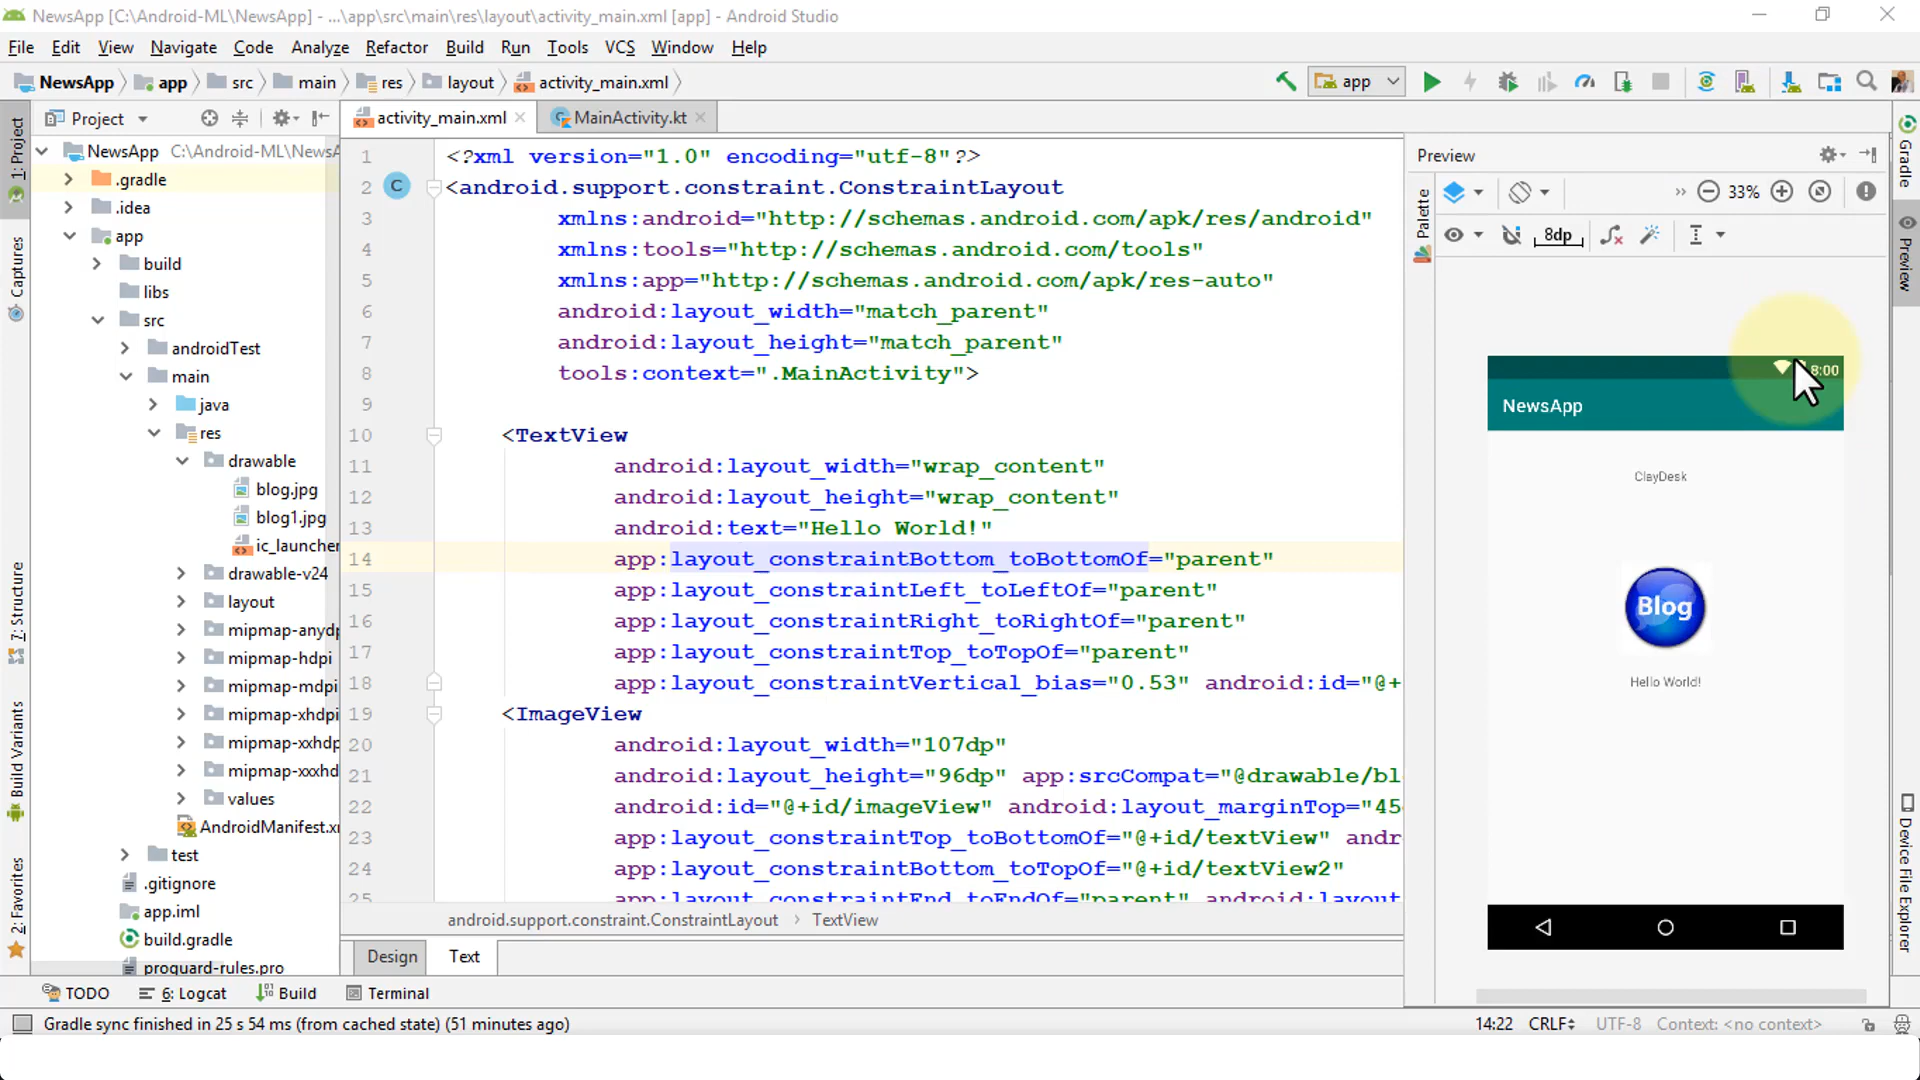 NewsApp [C:\Android-ML\NewsApp] - ...\app\src\main\res\layout\activity_main.xml [app] - Android Studio
File Edit View Navigate Code Analyze Refactor Build Run Tools VCS Window Help
NewsApp app src main res layout activity_main.xml app
1: Project
Captures
7: Structure
Build Variants
2: Favorites
Project
NewsApp C:\Android-ML\NewsA
.gradle
.idea
app
build
libs
src
androidTest
main
java
res
drawable
blog.jpg
blog1.jpg
ic_launcher
drawable-v24
layout
mipmap-anydp
mipmap-hdpi
mipmap-mdpi
mipmap-xhdpi
mipmap-xxhdp
mipmap-xxxhd
values
AndroidManifest.x
test
.gitignore
app.iml
build.gradle
proguard-rules.pro
activity_main.xml MainActivity.kt
1 <?xml version="1.0" encoding="utf-8"?>
2 C <android.support.constraint.ConstraintLayout
3 xmlns:android="http://schemas.android.com/apk/res/android"
4 xmlns:tools="http://schemas.android.com/tools"
5 xmlns:app="http://schemas.android.com/apk/res-auto"
6 android:layout_width="match_parent"
7 android:layout_height="match_parent"
8 tools:context=".MainActivity">
9
10 <TextView
11 android:layout_width="wrap_content"
12 android:layout_height="wrap_content"
13 android:text="Hello World!"
14 app:layout_constraintBottom_toBottomOf="parent"
15 app:layout_constraintLeft_toLeftOf="parent"
16 app:layout_constraintRight_toRightOf="parent"
17 app:layout_constraintTop_toTopOf="parent"
18 app:layout_constraintVertical_bias="0.53" android:id="@+
19 <ImageView
20 android:layout_width="107dp"
21 android:layout_height="96dp" app:srcCompat="@drawable/bl
22 android:id="@+id/imageView" android:layout_marginTop="45
23 app:layout_constraintTop_toBottomOf="@+id/textView" andr
24 app:layout_constraintBottom_toTopOf="@+id/textView2"
25 app:layout_constraintEnd_toEndOf="parent" android:layout
android.support.constraint.ConstraintLayout › TextView
Design Text
Preview
Palette
33%
8dp
8:00
NewsApp
ClayDesk
Blog
Hello World!
Gradle
Preview
Device File Explorer
TODO 6: Logcat Build Terminal
Gradle sync finished in 25 s 54 ms (from cached state) (51 minutes ago)
14:22 CRLF UTF-8 Context: <no context>